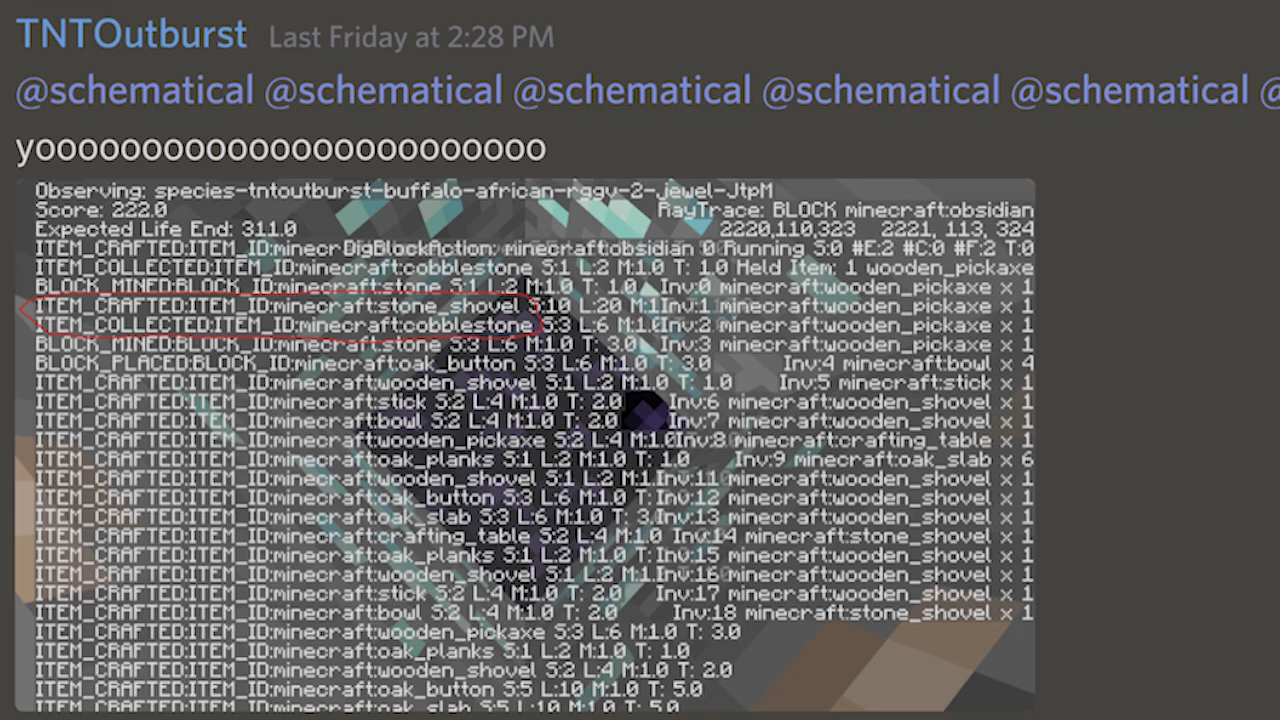 TNTOutburst Last Friday at 2:28 PM
@schematical @schematical @schematical @schematical @schematical @
yoooooooooooooooooooooooo
Observing: species-tntoutburst-buffalo-african-rggv-2-jewel-JtpM
Score: 222.0 RayTrace: BLOCK minecraft:obsidian
Expected Life End: 311.0 2220,110,323 2221, 113, 324
ITEM_CRAFTED:ITEM_ID:minecr DigBlockAction: minecraft:obsidian 0 Running S:0 #E:2 #C:0 #F:2 T:0
ITEM_COLLECTED:ITEM_ID:minecraft:cobblestone S:1 L:2 M:1.0 T: 1.0 Held Item: 1 wooden_pickaxe
BLOCK_MINED:BLOCK_ID:minecraft:stone S:1 L:2 M:1.0 T: 1.0 Inv:0 minecraft:wooden_pickaxe x 1
ITEM_CRAFTED:ITEM_ID:minecraft:stone_shovel S:10 L:20 M:1 Inv:1 minecraft:wooden_pickaxe x 1
ITEM_COLLECTED:ITEM_ID:minecraft:cobblestone S:3 L:6 M:1.0 Inv:2 minecraft:wooden_pickaxe x 1
BLOCK_MINED:BLOCK_ID:minecraft:stone S:3 L:6 M:1.0 T: 3.0 Inv:3 minecraft:wooden_pickaxe x 1
BLOCK_PLACED:BLOCK_ID:minecraft:oak_button S:3 L:6 M:1.0 T: 3.0 Inv:4 minecraft:bowl x 4
ITEM_CRAFTED:ITEM_ID:minecraft:wooden_shovel S:1 L:2 M:1.0 T: 1.0 Inv:5 minecraft:stick x 1
ITEM_CRAFTED:ITEM_ID:minecraft:stick S:2 L:4 M:1.0 T: 2.0 Inv:6 minecraft:wooden_shovel x 1
ITEM_CRAFTED:ITEM_ID:minecraft:bowl S:2 L:4 M:1.0 T: 2.0 Inv:7 minecraft:wooden_shovel x 1
ITEM_CRAFTED:ITEM_ID:minecraft:wooden_pickaxe S:2 L:4 M:1.0 Inv:8 minecraft:crafting_table x 1
ITEM_CRAFTED:ITEM_ID:minecraft:oak_planks S:1 L:2 M:1.0 T: 1.0 Inv:9 minecraft:oak_slab x 6
ITEM_CRAFTED:ITEM_ID:minecraft:wooden_shovel S:1 L:2 M:1 Inv:11 minecraft:wooden_shovel x 1
ITEM_CRAFTED:ITEM_ID:minecraft:oak_button S:3 L:6 M:1.0 T: Inv:12 minecraft:wooden_shovel x 1
ITEM_CRAFTED:ITEM_ID:minecraft:oak_slab S:3 L:6 M:1.0 T: 3. Inv:13 minecraft:wooden_shovel x 1
ITEM_CRAFTED:ITEM_ID:minecraft:crafting_table S:2 L:4 M:1.0 Inv:14 minecraft:stone_shovel x 1
ITEM_CRAFTED:ITEM_ID:minecraft:oak_planks S:1 L:2 M:1.0 T: Inv:15 minecraft:wooden_shovel x 1
ITEM_CRAFTED:ITEM_ID:minecraft:wooden_shovel S:1 L:2 M:1 Inv:16 minecraft:wooden_shovel x 1
ITEM_CRAFTED:ITEM_ID:minecraft:stick S:2 L:4 M:1.0 T: 2.0 Inv:17 minecraft:wooden_shovel x 1
ITEM_CRAFTED:ITEM_ID:minecraft:bowl S:2 L:4 M:1.0 T: 2.0 Inv:18 minecraft:stone_shovel x 1
ITEM_CRAFTED:ITEM_ID:minecraft:wooden_pickaxe S:3 L:6 M:1.0 T: 3.0
ITEM_CRAFTED:ITEM_ID:minecraft:oak_planks S:1 L:2 M:1.0 T: 1.0
ITEM_CRAFTED:ITEM_ID:minecraft:wooden_shovel S:2 L:4 M:1.0 T: 2.0
ITEM_CRAFTED:ITEM_ID:minecraft:oak_button S:5 L:10 M:1.0 T: 5.0
ITEM_CRAFTED:ITEM_ID:minecraft:oak_slab S:5 L:10 M:1.0 T: 5.0